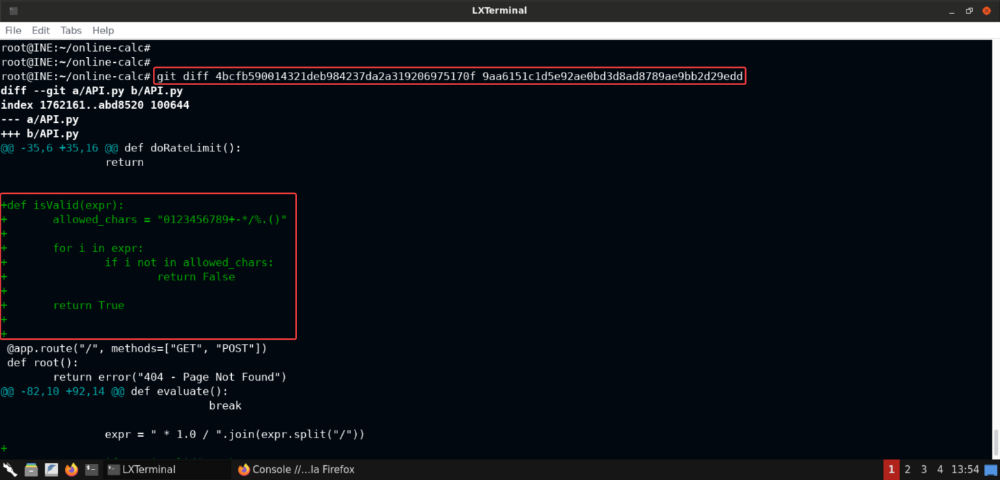 LXTerminal
File Edit Tabs Help
root@INE:~/online-calc#
root@INE:~/online-calc#
root@INE:~/online-calc# git diff 4bcfb590014321deb984237da2a319206975170f 9aa6151c1d5e92ae0bd3d8ad8789ae9bb2d29edd
diff --git a/API.py b/API.py
index 1762161..abd8520 100644
--- a/API.py
+++ b/API.py
@@ -35,6 +35,16 @@ def doRateLimit():
                return


+def isValid(expr):
+       allowed_chars = "0123456789+-*/%.()"
+
+       for i in expr:
+               if i not in allowed_chars:
+                       return False
+
+       return True
+
+
 @app.route("/", methods=["GET", "POST"])
 def root():
        return error("404 - Page Not Found")
@@ -82,10 +92,14 @@ def evaluate():
                                break

                expr = " * 1.0 / ".join(expr.split("/"))
+
LXTerminal Console //...la Firefox 1 2 3 4 13:54